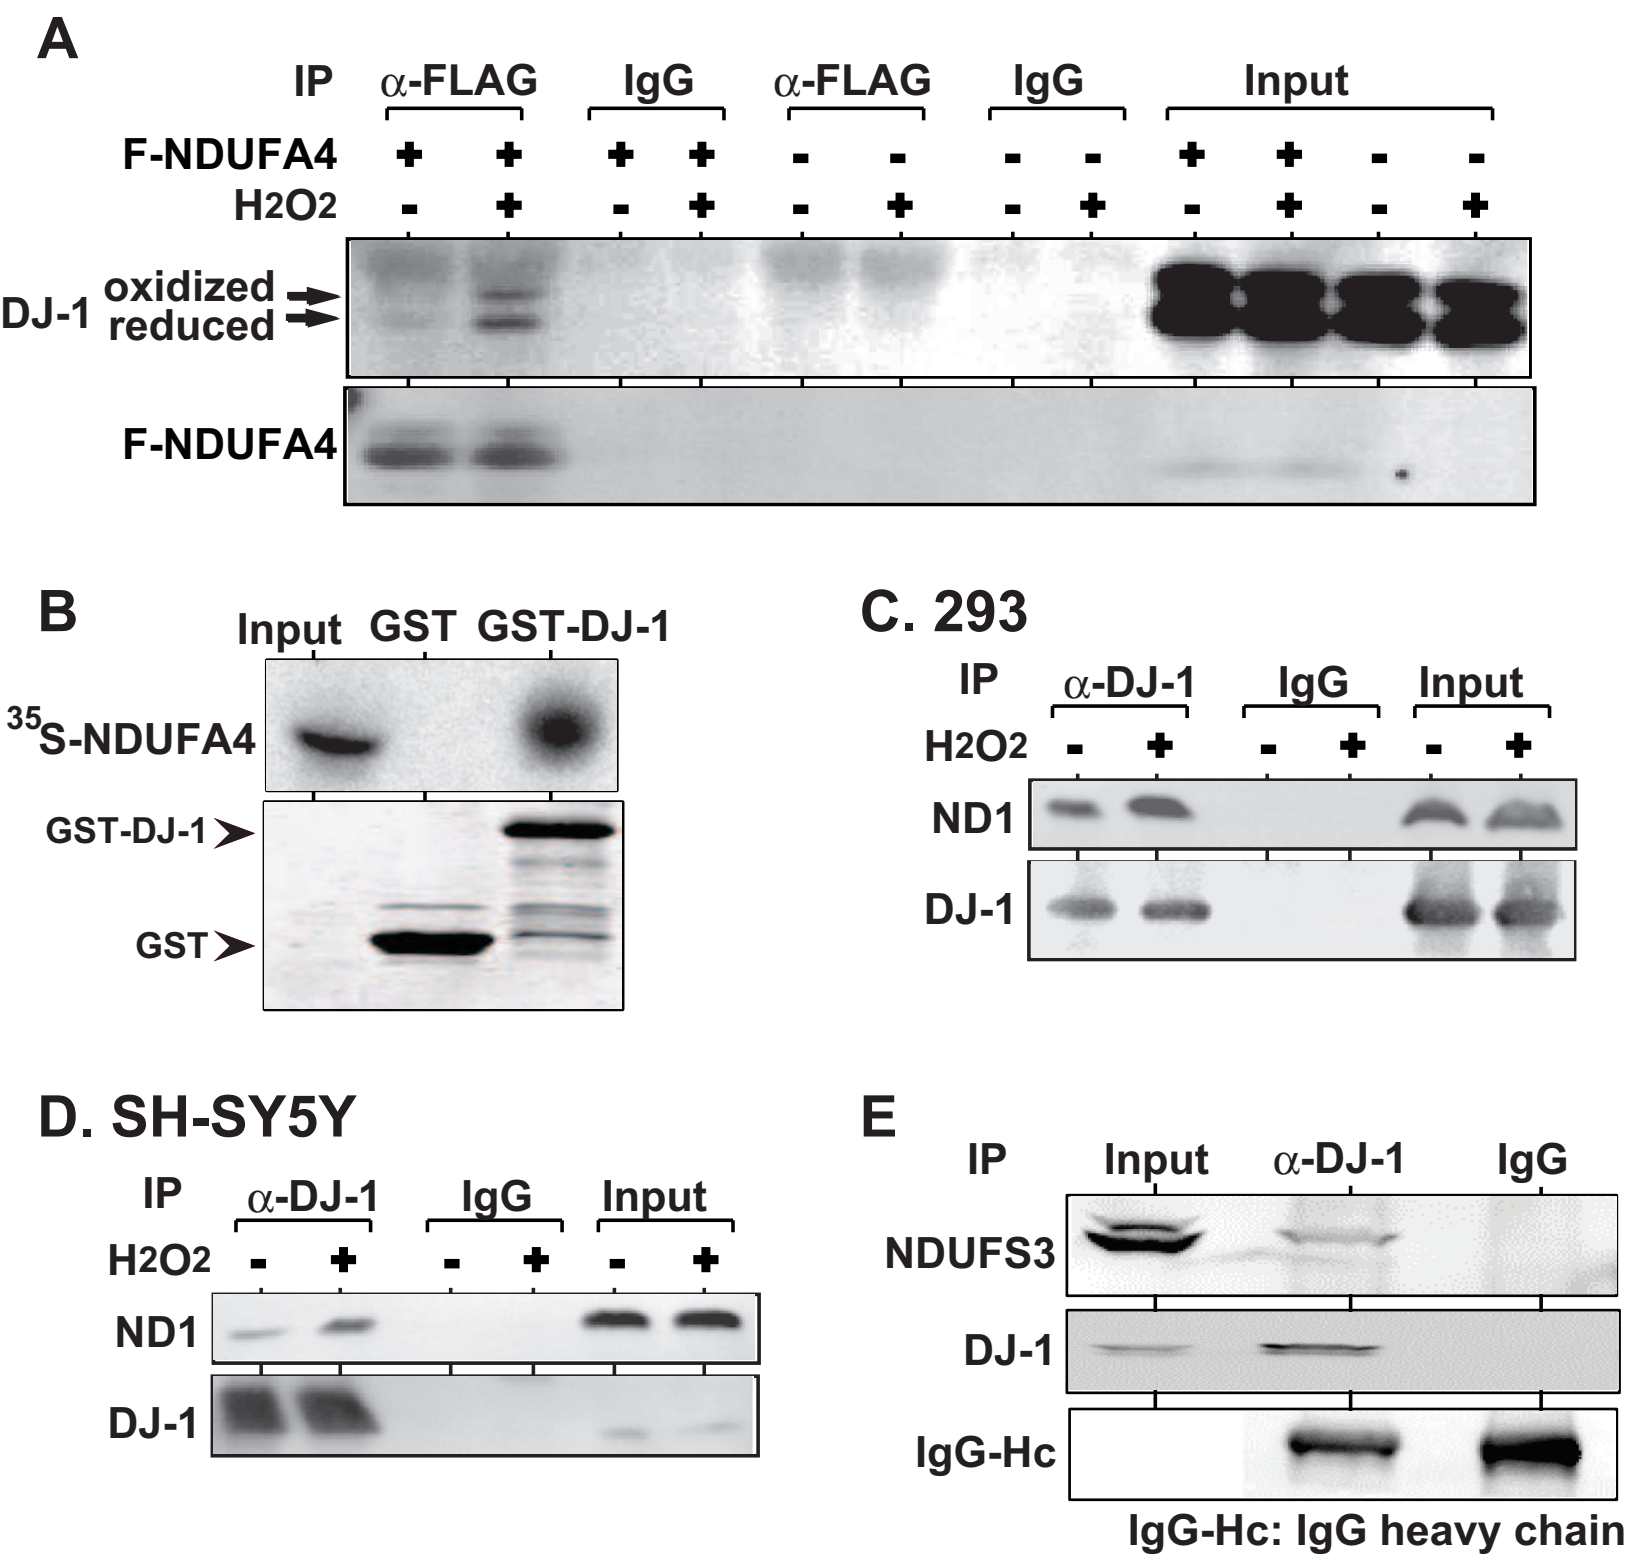 A
IP α-FLAG IgG α-FLAG IgG Input
F-NDUFA4 + + + + - - - - + + - -
H2O2 - + - + - + - + - + - +
DJ-1 oxidized
reduced
F-NDUFA4
B
Input GST GST-DJ-1
35S-NDUFA4
GST-DJ-1
GST
C. 293
IP α-DJ-1 IgG Input
H2O2 - + - + - +
ND1
DJ-1
D. SH-SY5Y
IP α-DJ-1 IgG Input
H2O2 - + - + - +
ND1
DJ-1
E
IP Input α-DJ-1 IgG
NDUFS3
DJ-1
IgG-Hc
IgG-Hc: IgG heavy chain